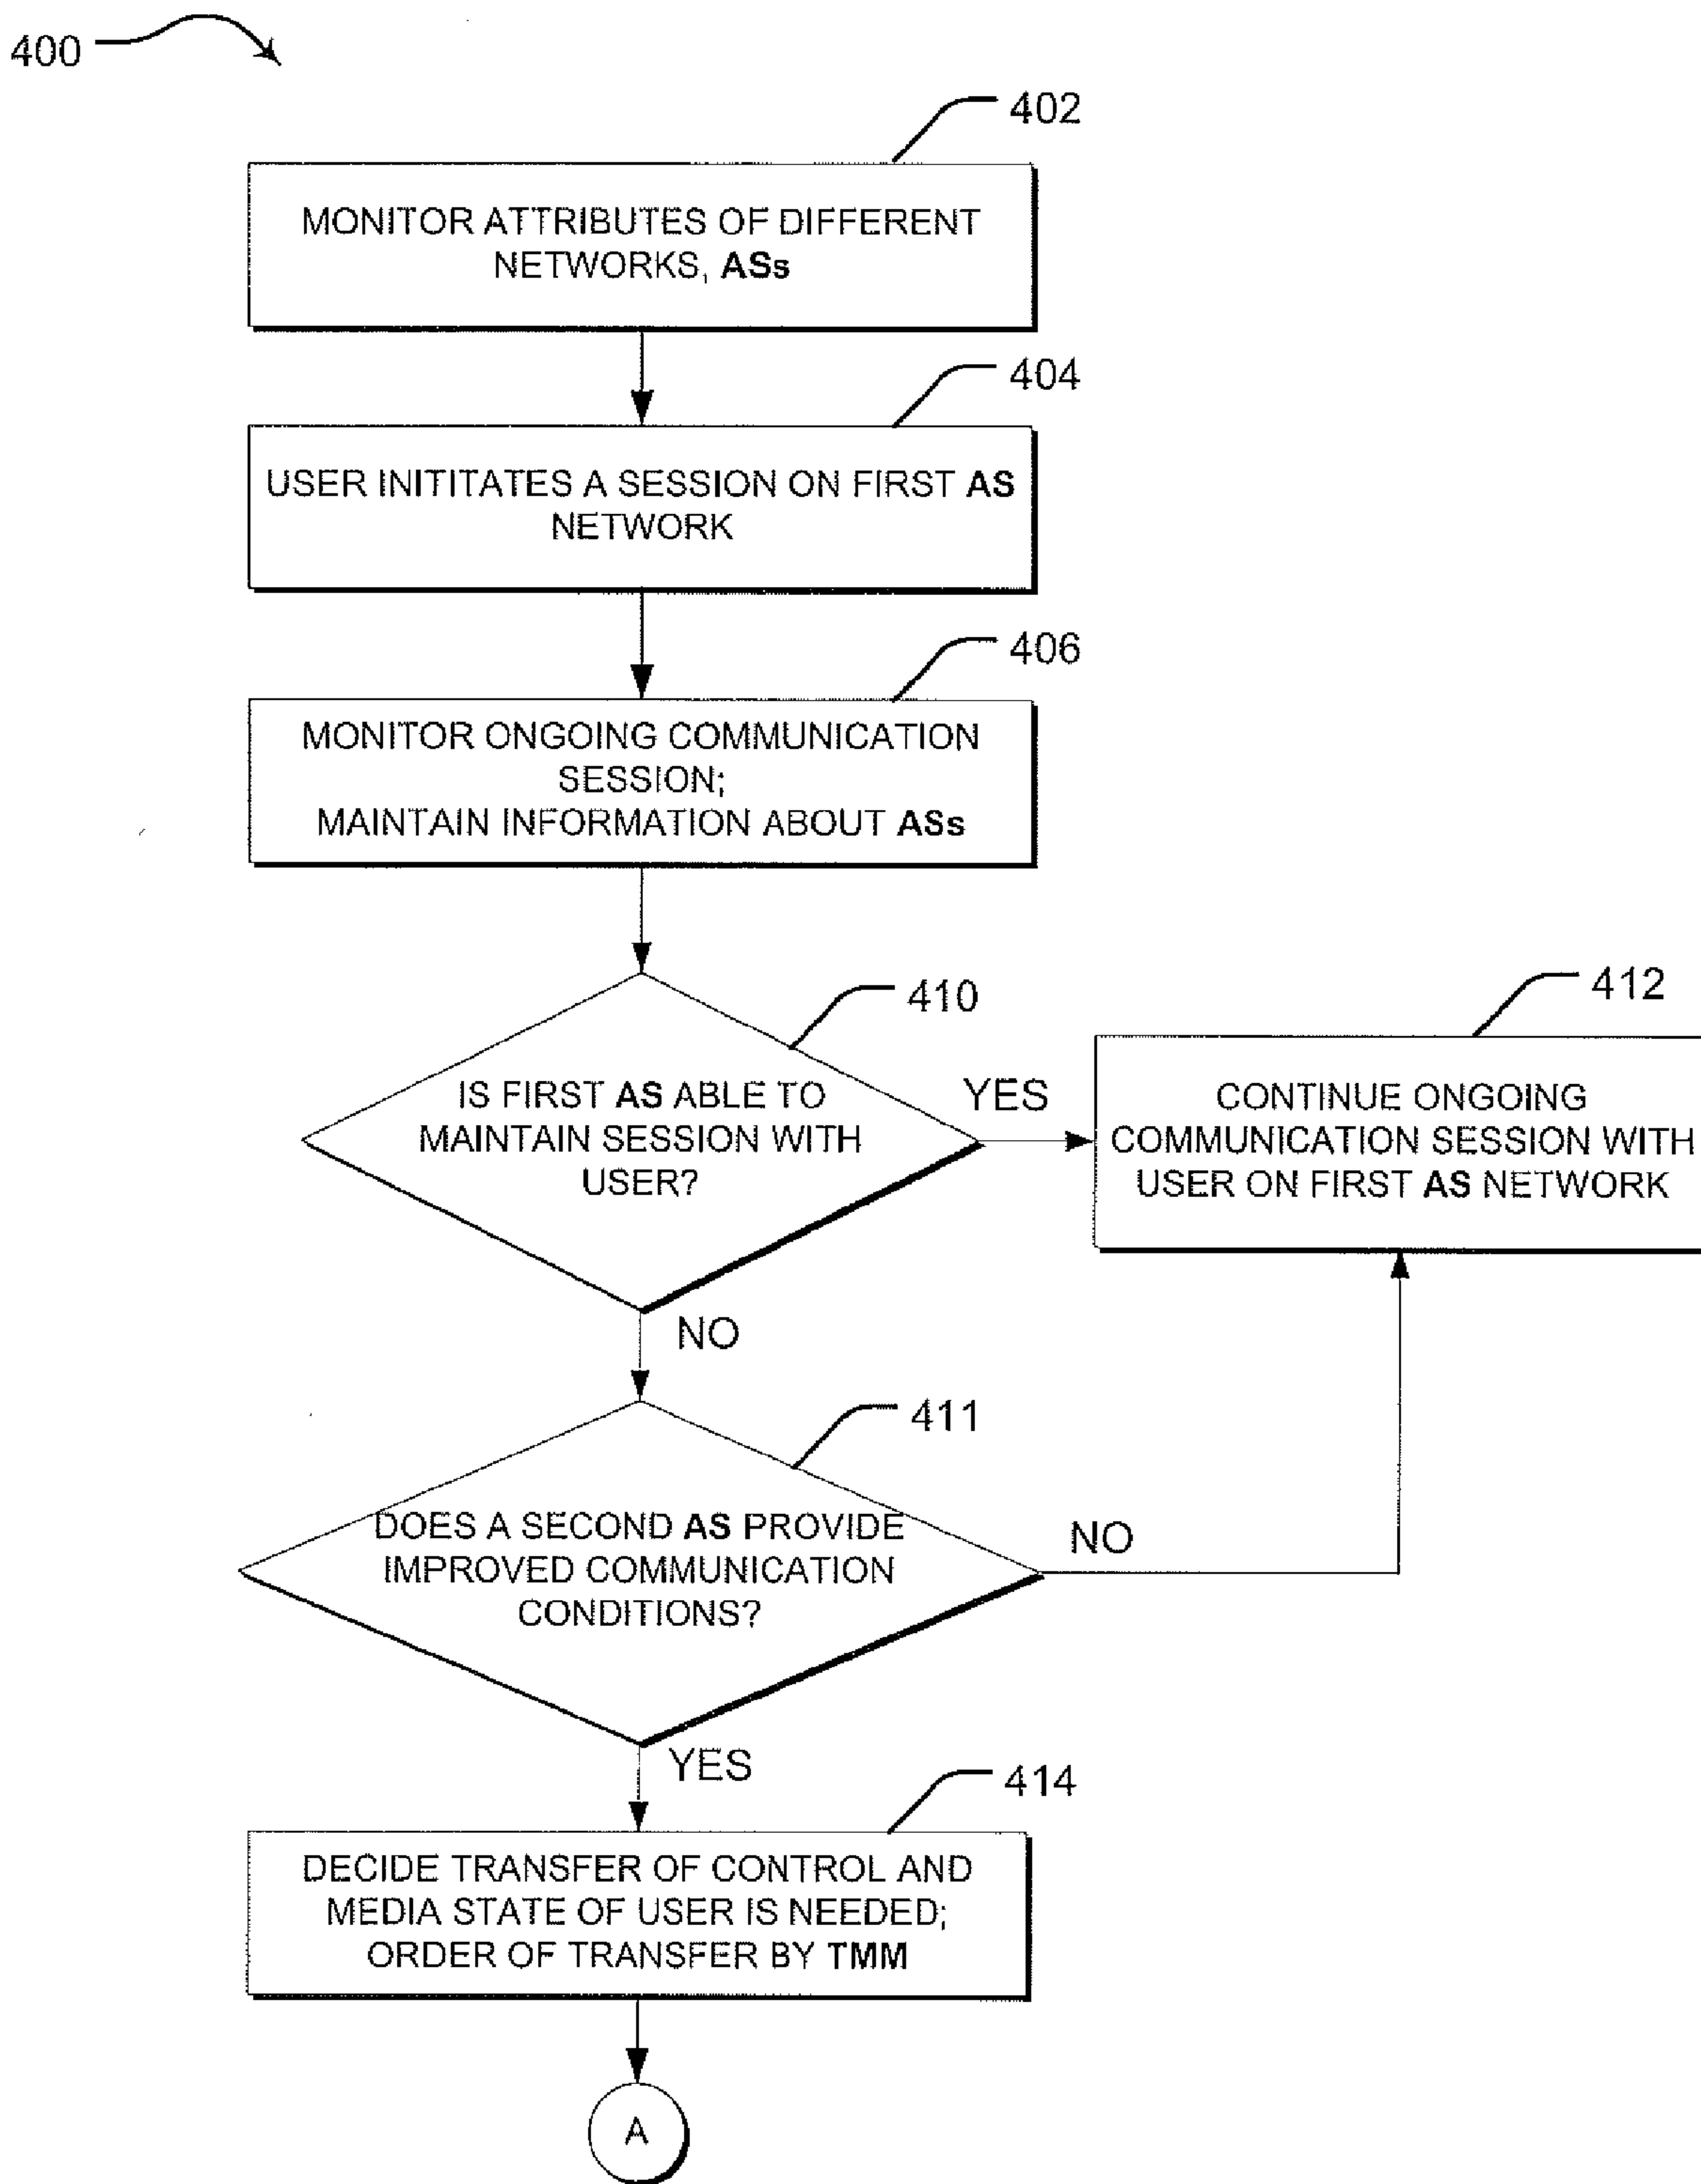 400
402
MONITOR ATTRIBUTES OF DIFFERENT
NETWORKS, ASs
404
USER INITITATES A SESSION ON FIRST AS
NETWORK
406
MONITOR ONGOING COMMUNICATION
SESSION;
MAINTAIN INFORMATION ABOUT ASs
410
IS FIRST AS ABLE TO
MAINTAIN SESSION WITH
USER?
YES
412
CONTINUE ONGOING
COMMUNICATION SESSION WITH
USER ON FIRST AS NETWORK
NO
411
DOES A SECOND AS PROVIDE
IMPROVED COMMUNICATION
CONDITIONS?
NO
YES
414
DECIDE TRANSFER OF CONTROL AND
MEDIA STATE OF USER IS NEEDED;
ORDER OF TRANSFER BY TMM
A